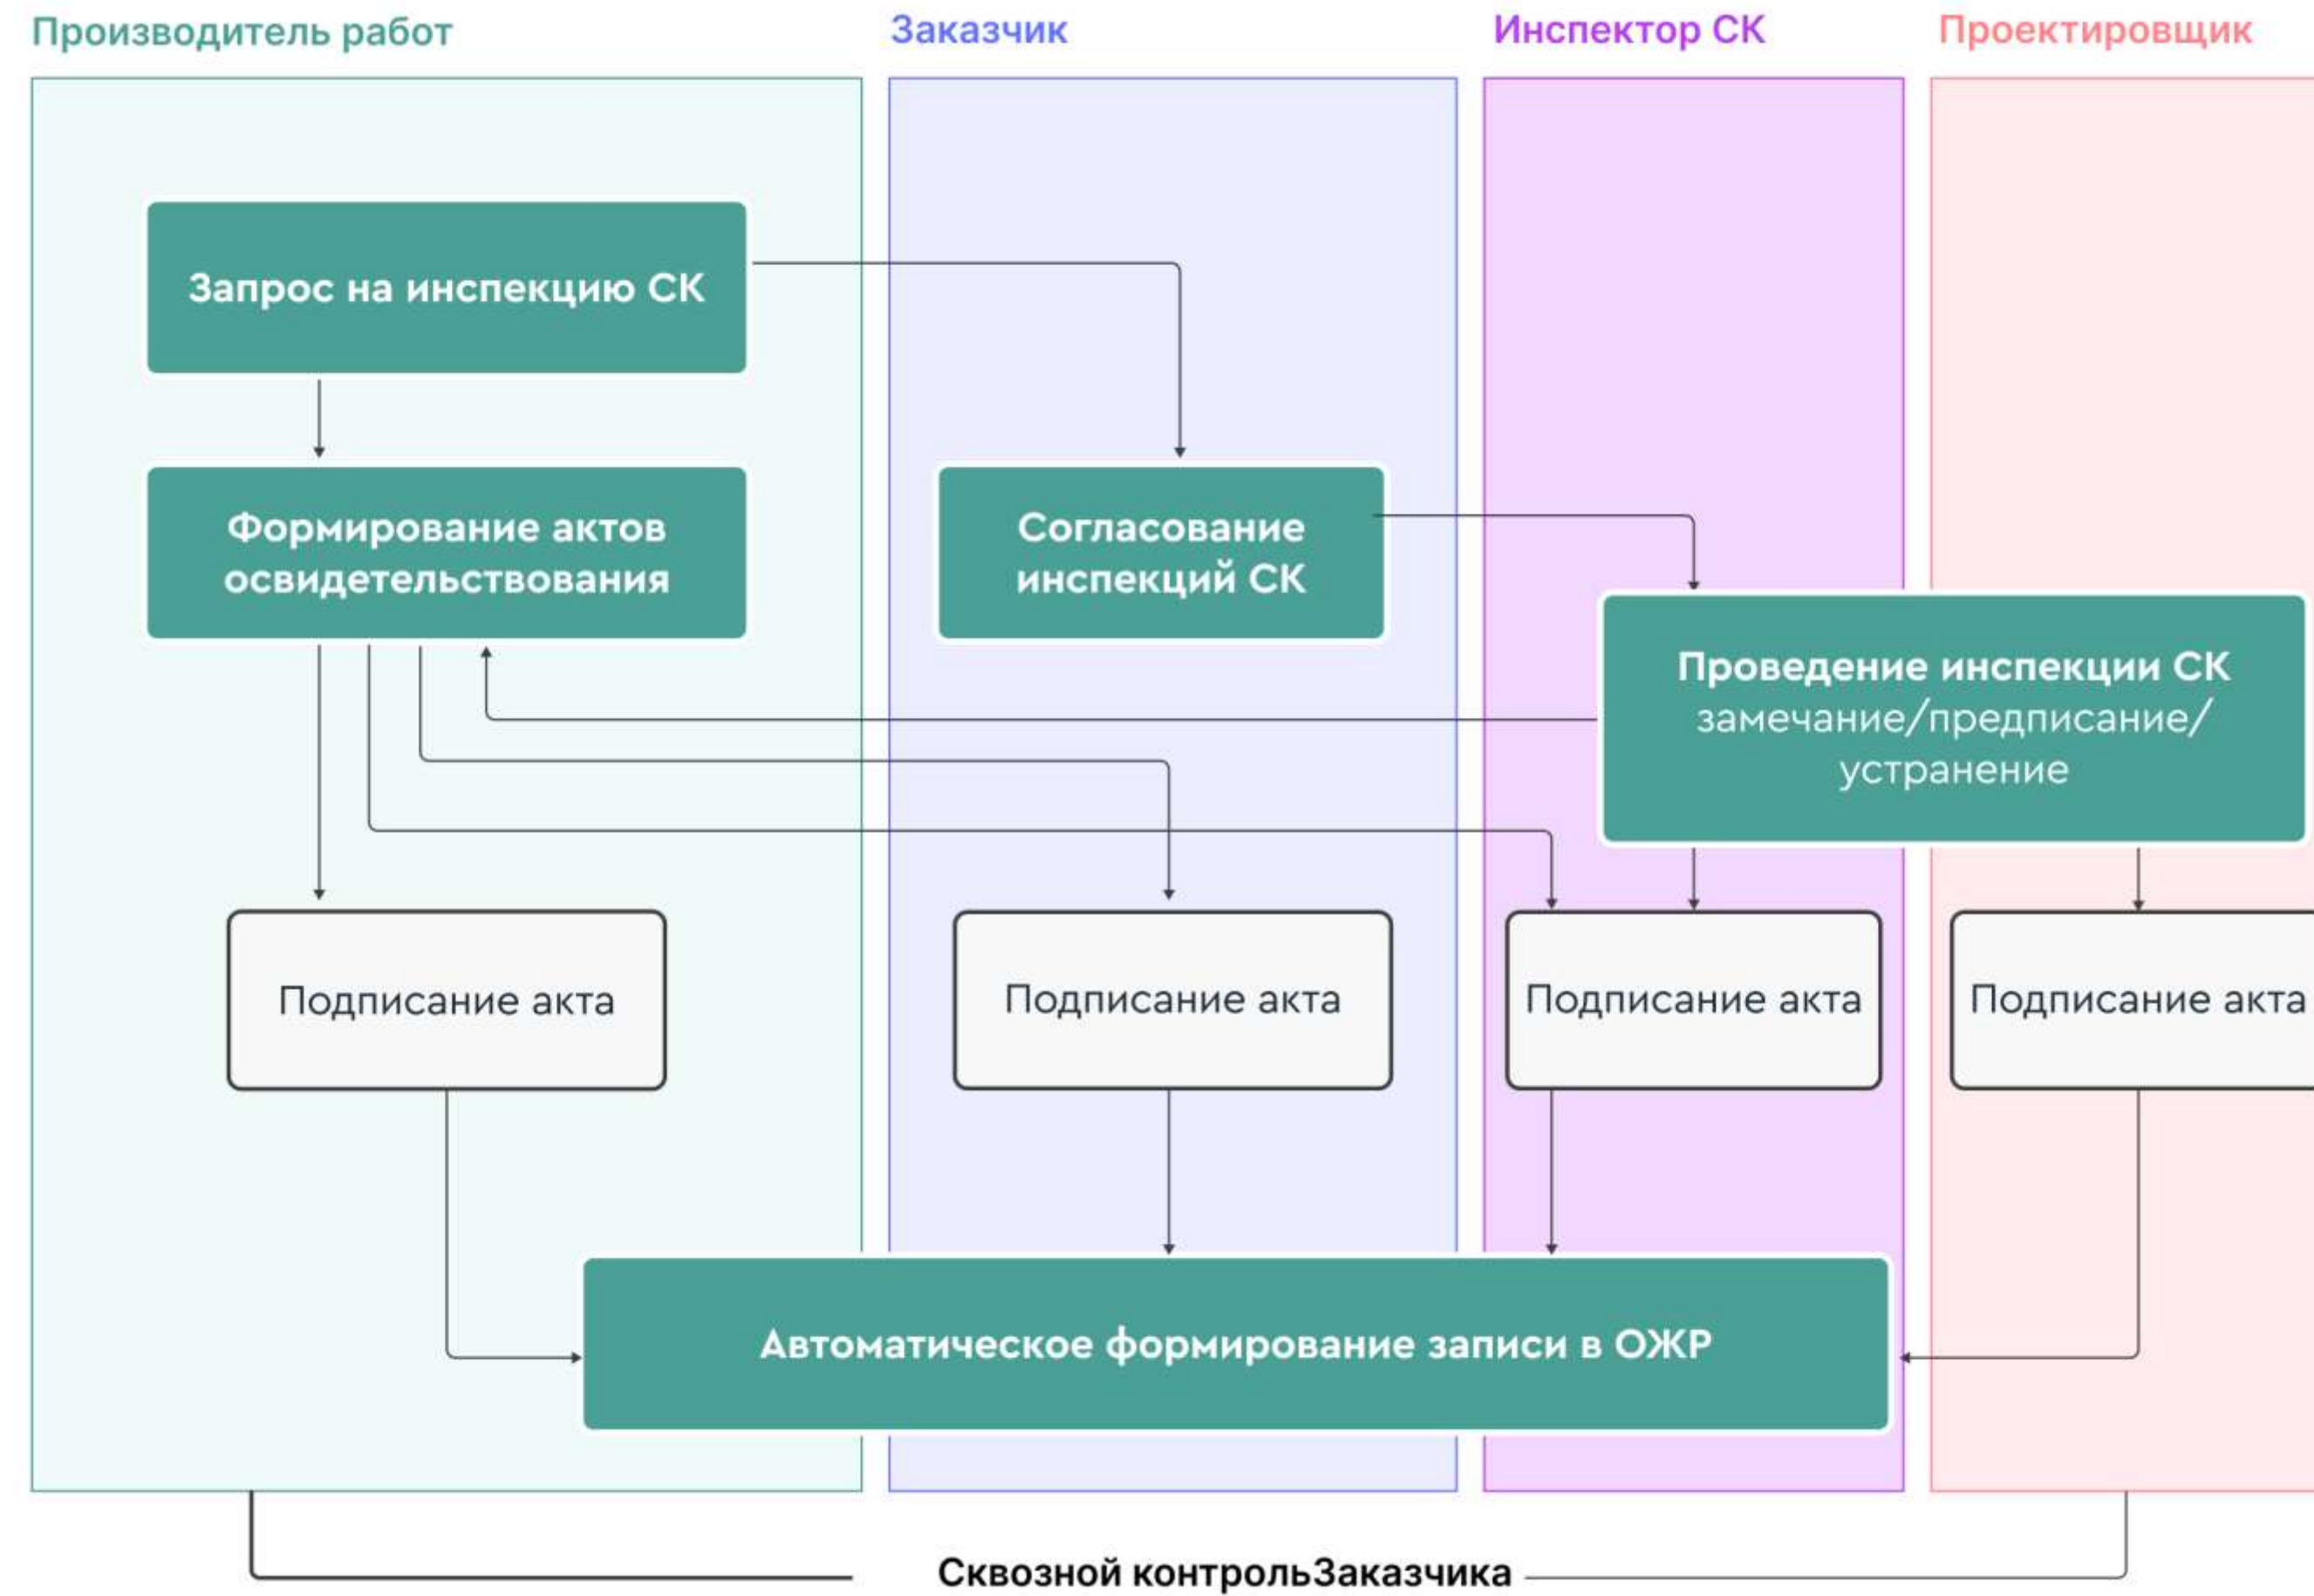 Производитель работ
Заказчик
Инспектор СК
Проектировщик
Запрос на инспекцию СК
Формирование актов
освидетельствования
Согласование
инспекций СК
Проведение инспекции СК
замечание/предписание/
устранение
Подписание акта
Подписание акта
Подписание акта
Подписание акта
Автоматическое формирование записи в ОЖР
Сквозной контрольЗаказчика